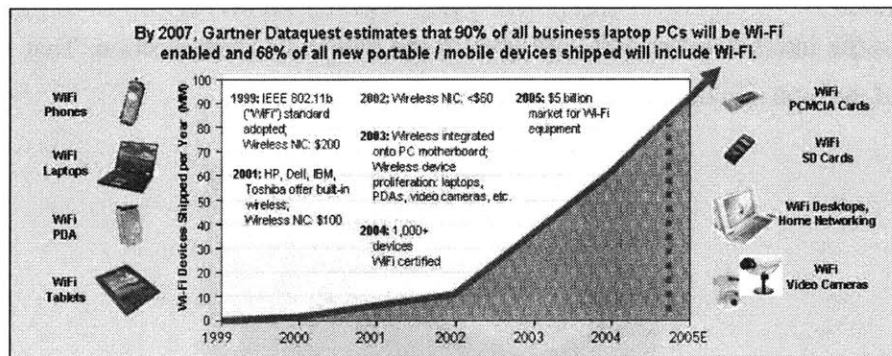 By 2007, Gartner Dataquest estimates that 90% of all business laptop PCs will be Wi-Fi
enabled and 68% of all new portable / mobile devices shipped will include Wi-Fi.
WiFi
Phones
WiFi
Laptops
WiFi
PDA
WiFi
Tablets
Wi-Fi Devices Shipped per Year (MM)
100
90
80
70
60
50
40
30
20
10
0
1999: IEEE 802.11b
("WiFi") standard
adopted;
Wireless NIC: $200
2001: HP, Dell, IBM,
Toshiba offer built-in
wireless;
Wireless NIC: $100
2002: Wireless NIC, <$60
2003: Wireless integrated
onto PC motherboard;
Wireless device
proliferation: laptops,
PDAs, video cameras, etc.
2004: 1,000+
devices
WiFi certified
2005: $5 billion
market for Wi-Fi
equipment
1999
2000
2001
2002
2003
2004
2005E
WiFi
PCMCIA Cards
WiFi
SD Cards
WiFi Desktops,
Home Networking
WiFi
Video Cameras